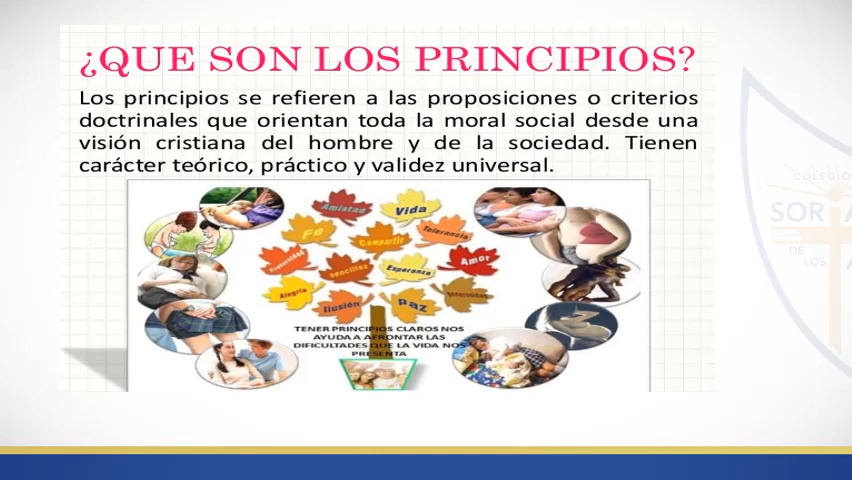 ¿QUE SON LOS PRINCIPIOS?
Los principios se refieren a las proposiciones o criterios
doctrinales que orientan toda la moral social desde una
visión cristiana del hombre y de la sociedad. Tienen
carácter teórico, práctico y validez universal.
Amistad
Vida
Fe
Compartir
Tolerancia
Fraternidad
sencillez
Esperanza
Amor
Alegria
Ilusión
paz
Generosidad
TENER PRINCIPIOS CLAROS NOS
AYUDA A AFRONTAR LAS
DIFICULTADES QUE LA VIDA NOS
PRESENTA
COLEGIO
SOR
DE
LOS